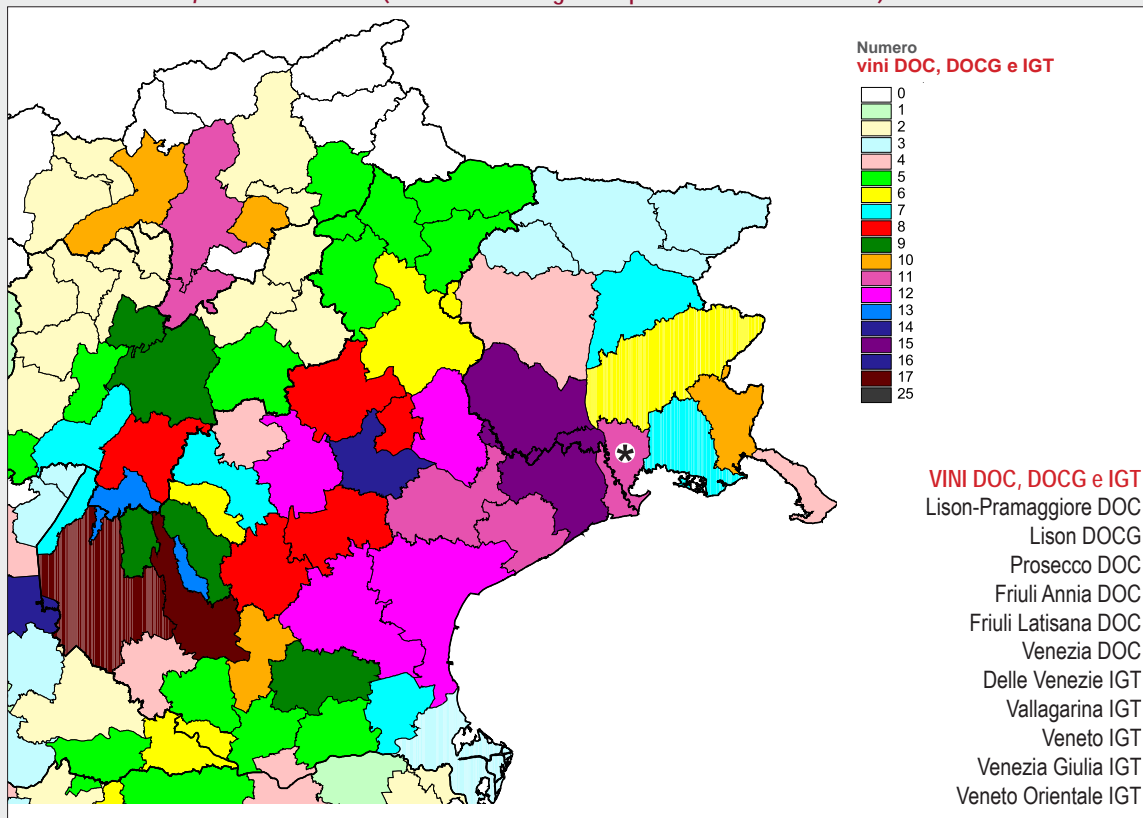 Numero
vini DOC, DOCG e IGT
0
1
2
3
4
5
6
7
8
9
10
11
12
13
14
15
16
17
25
*
VINI DOC, DOCG e IGT
Lison-Pramaggiore DOC
Lison DOCG
Prosecco DOC
Friuli Annia DOC
Friuli Latisana DOC
Venezia DOC
Delle Venezie IGT
Vallagarina IGT
Veneto IGT
Venezia Giulia IGT
Veneto Orientale IGT